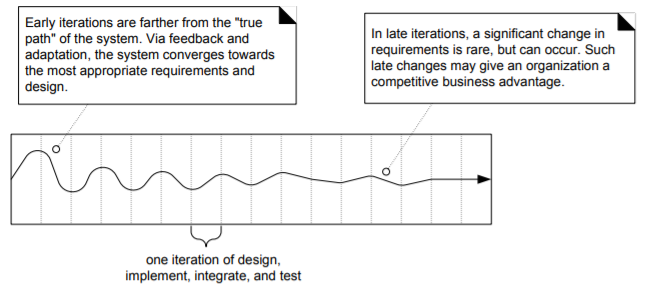 Early iterations are farther from the "true
path" of the system. Via feedback and
adaptation, the system converges towards
the most appropriate requirements and
design.
In late iterations, a significant change in
requirements is rare, but can occur. Such
late changes may give an organization a
competitive business advantage.
one iteration of design,
implement, integrate, and test